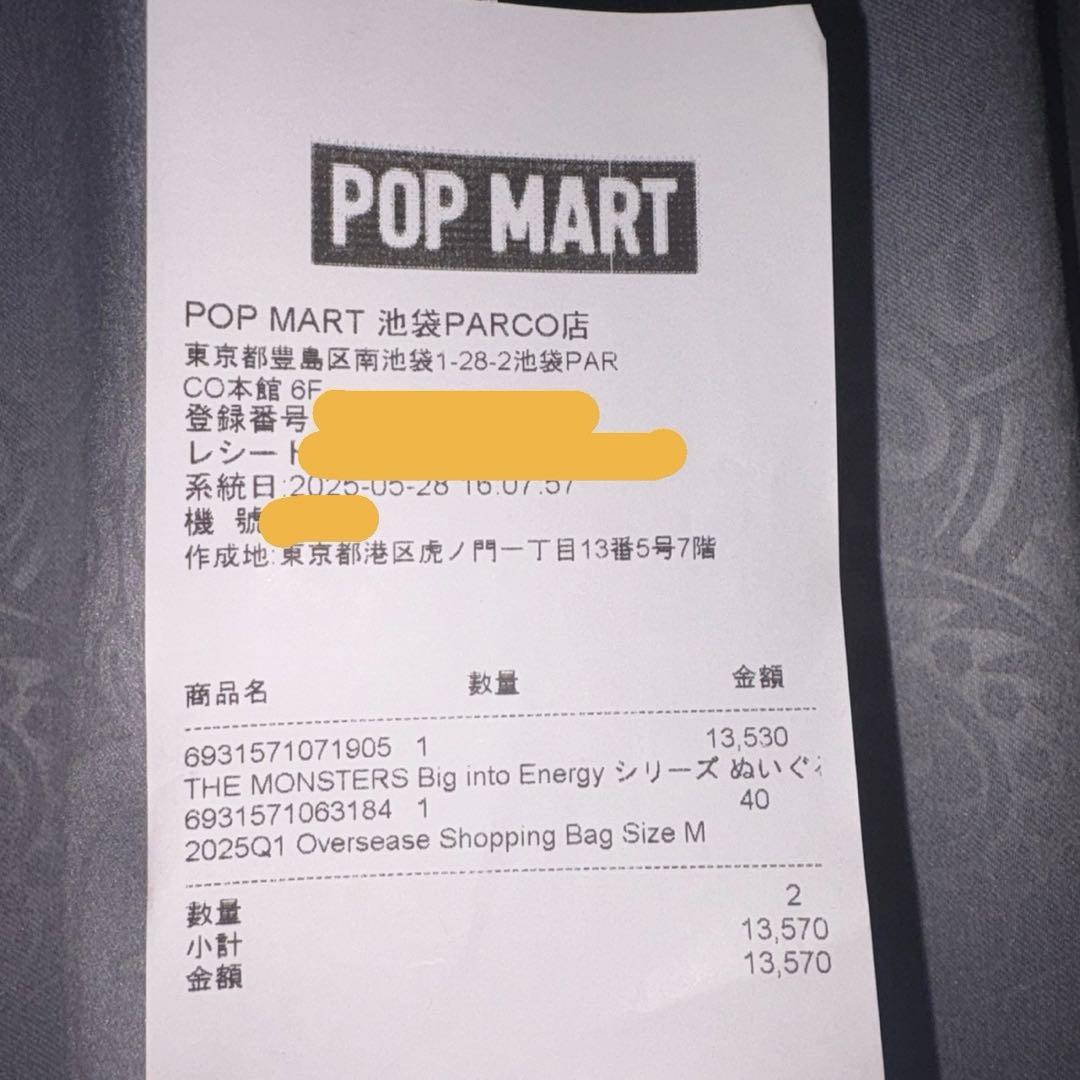 POP MART
POP MART 池袋PARCO店
東京都豊島区南池袋1-28-2池袋PAR
CO本館 6F
登録番号
レシート
系統日:2025-05-28 16:07:57
機 號
作成地:東京都港区虎ノ門一丁目13番5号7階
商品名 數量 金額
6931571071905 1 13,530
THE MONSTERS Big into Energy シリーズ ぬいぐ
6931571063184 1 40
2025Q1 Oversease Shopping Bag Size M
數量 2
小計 13,570
金額 13,570